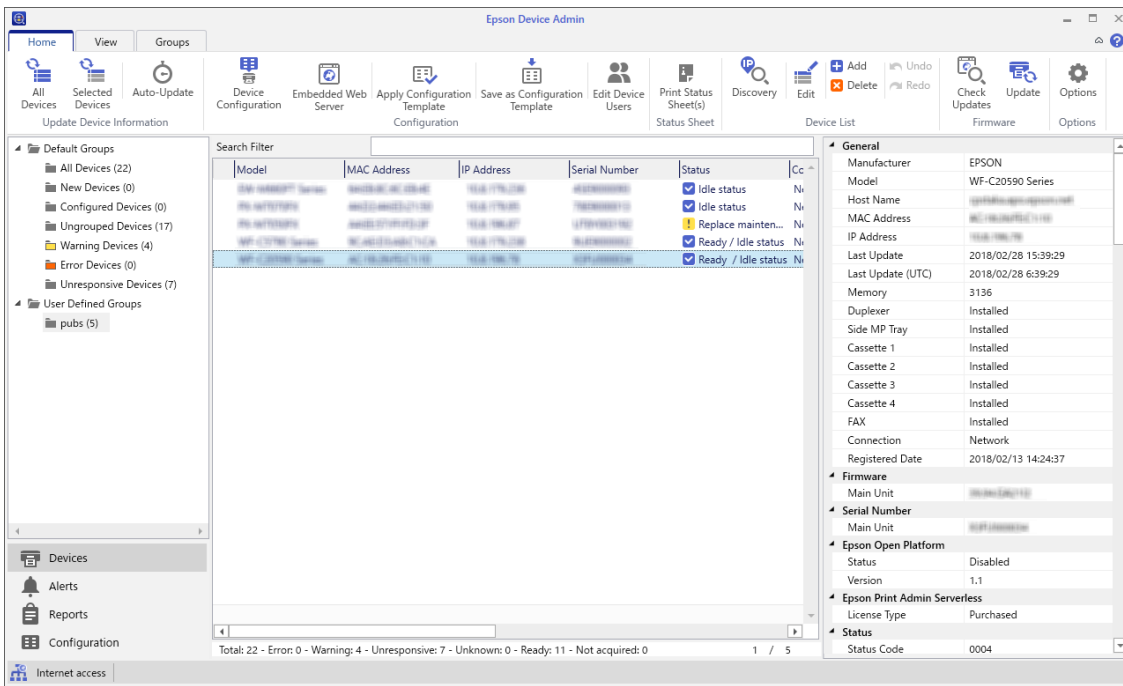 Epson Device Admin
Home View Groups
All Devices
Selected Devices
Auto-Update
Update Device Information
Device Configuration
Embedded Web Server
Apply Configuration Template
Save as Configuration Template
Edit Device Users
Configuration
Print Status Sheet(s)
Status Sheet
Discovery
Edit
Add
Delete
Undo
Redo
Device List
Check Updates
Update
Firmware
Options
Options
Default Groups
All Devices (22)
New Devices (0)
Configured Devices (0)
Ungrouped Devices (17)
Warning Devices (4)
Error Devices (0)
Unresponsive Devices (7)
User Defined Groups
pubs (5)
Devices
Alerts
Reports
Configuration
Search Filter
Model MAC Address IP Address Serial Number Status Cc
Idle status
Idle status
Replace mainten...
Ready / Idle status
Ready / Idle status
Total: 22 - Error: 0 - Warning: 4 - Unresponsive: 7 - Unknown: 0 - Ready: 11 - Not acquired: 0 1 / 5
General
Manufacturer EPSON
Model WF-C20590 Series
Host Name
MAC Address
IP Address
Last Update 2018/02/28 15:39:29
Last Update (UTC) 2018/02/28 6:39:29
Memory 3136
Duplexer Installed
Side MP Tray Installed
Cassette 1 Installed
Cassette 2 Installed
Cassette 3 Installed
Cassette 4 Installed
FAX Installed
Connection Network
Registered Date 2018/02/13 14:24:37
Firmware
Main Unit
Serial Number
Main Unit
Epson Open Platform
Status Disabled
Version 1.1
Epson Print Admin Serverless
License Type Purchased
Status
Status Code 0004
Internet access